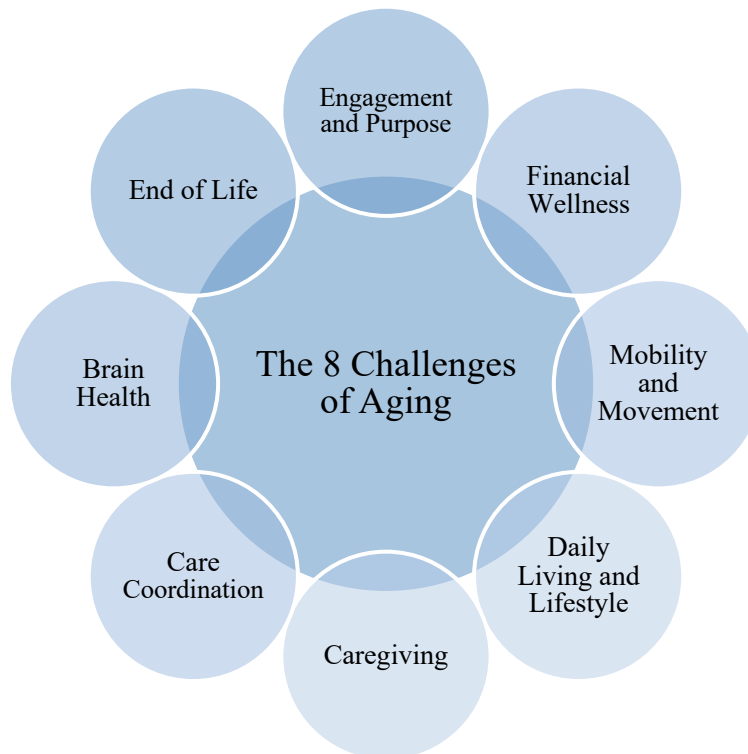 The 8 Challenges
of Aging
Engagement
and Purpose
Financial
Wellness
Mobility
and
Movement
Daily
Living and
Lifestyle
Caregiving
Care
Coordination
Brain
Health
End of Life